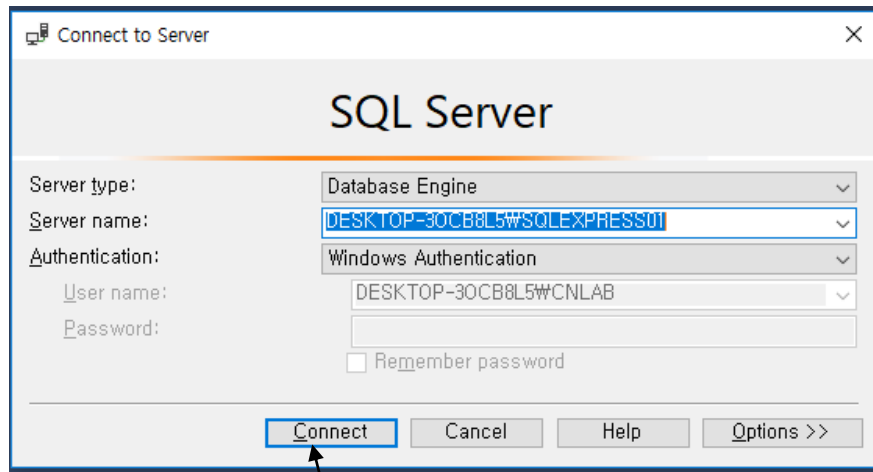 Connect to Server
SQL Server
Server type: Database Engine
Server name: DESKTOP-3OCB8L5₩SQLEXPRESS01
Authentication: Windows Authentication
User name: DESKTOP-3OCB8L5₩CNLAB
Password:
Remember password
Connect Cancel Help Options >>